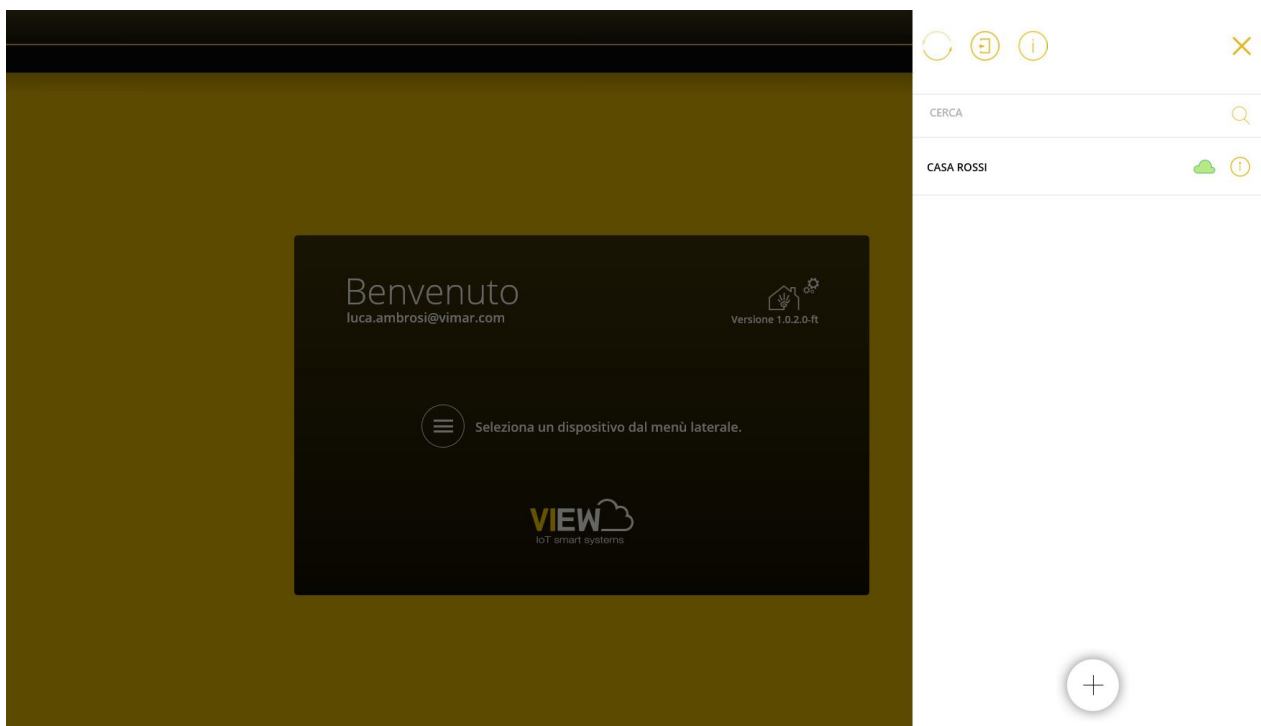 CERCA
CASA ROSSI
Benvenuto
luca.ambrosi@vimar.com
Versione 1.0.2.0-ft
Seleziona un dispositivo dal menù laterale.
VIEW
IoT smart systems